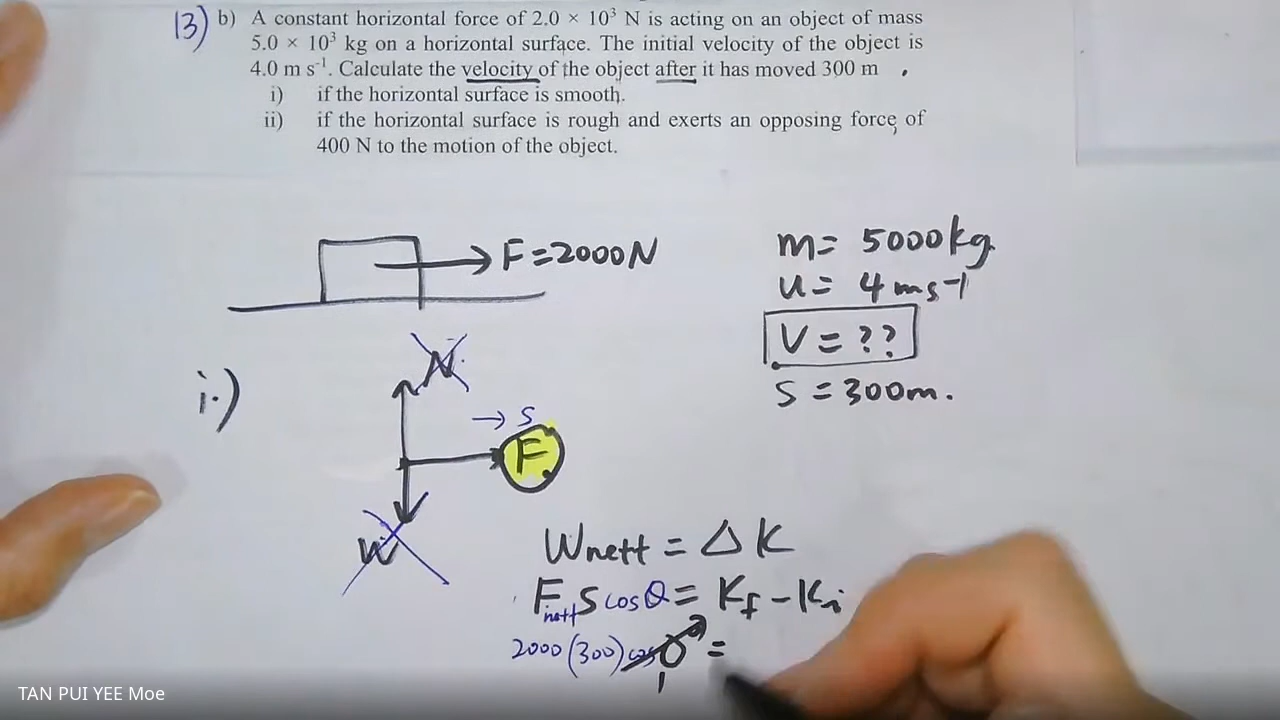 13) b) A constant horizontal force of 2.0 × 10³ N is acting on an object of mass
5.0 × 10³ kg on a horizontal surface. The initial velocity of the object is
4.0 m s⁻¹. Calculate the velocity of the object after it has moved 300 m
i) if the horizontal surface is smooth.
ii) if the horizontal surface is rough and exerts an opposing force of
400 N to the motion of the object.
F=2000N
m= 5000kg.
u= 4ms⁻¹
V = ??
S = 300m.
i.)
N
→ S
F
W
Wnett = ΔK
Fnett S cosθ = Kf - Ki
2000(300)cos0 =
1
TAN PUI YEE Moe